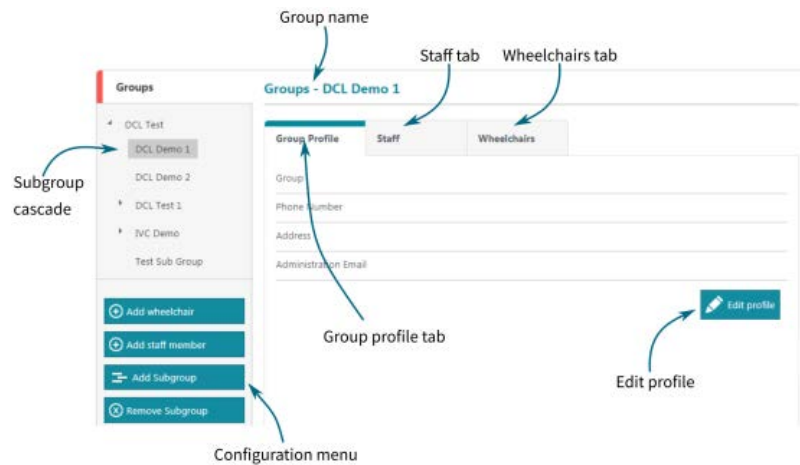 Group name
Staff tab
Wheelchairs tab
Groups
Groups - DCL Demo 1
DCL Test
DCL Demo 1
DCL Demo 2
DCL Test 1
IVC Demo
Test Sub Group
Subgroup
cascade
Group Profile
Staff
Wheelchairs
Group
Phone Number
Address
Administration Email
Edit profile
Add wheelchair
Add staff member
Add Subgroup
Remove Subgroup
Group profile tab
Edit profile
Configuration menu